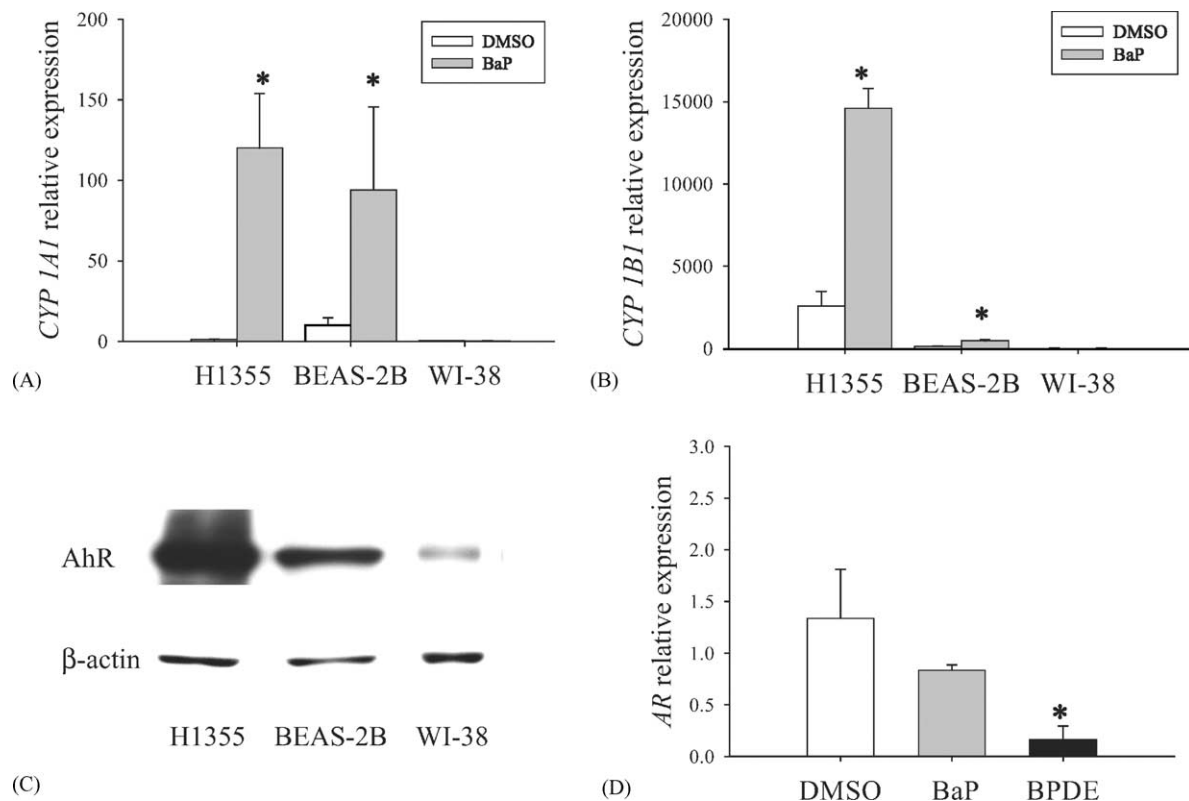 200
150
100
50
0
CYP 1A1 relative expression
DMSO
BaP
*
*
H1355 BEAS-2B WI-38
(A)
20000
15000
10000
5000
0
CYP 1B1 relative expression
DMSO
BaP
*
*
H1355 BEAS-2B WI-38
(B)
AhR
β-actin
H1355 BEAS-2B WI-38
(C)
3.0
2.5
2.0
1.5
1.0
0.5
0.0
AR relative expression
*
DMSO BaP BPDE
(D)